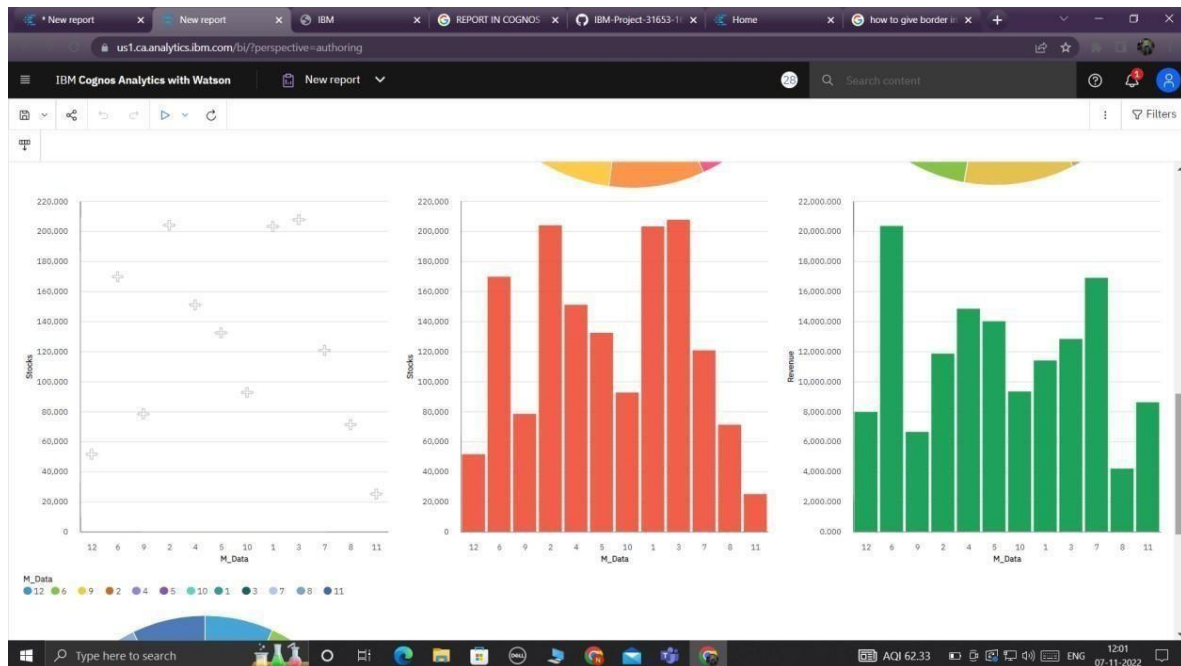 * New report
New report
IBM
REPORT IN COGNOS
IBM-Project-31653-1
Home
how to give border in
us1.ca.analytics.ibm.com/bi/?perspective=authoring
IBM Cognos Analytics with Watson
New report
28
Search content
1
Filters
220,000
200,000
180,000
160,000
140,000
120,000
100,000
80,000
60,000
40,000
20,000
0
Stocks
12 6 9 2 4 5 10 1 3 7 8 11
M_Data
220,000
200,000
180,000
160,000
140,000
120,000
100,000
80,000
60,000
40,000
20,000
0
Stocks
12 6 9 2 4 5 10 1 3 7 8 11
M_Data
22,000.000
20,000.000
18,000.000
16,000.000
14,000.000
12,000.000
10,000.000
8,000.000
6,000.000
4,000.000
2,000.000
0.000
Revenue
12 6 9 2 4 5 10 1 3 7 8 11
M_Data
M_Data
12 6 9 2 4 5 10 1 3 7 8 11
Type here to search
DELL
AQI 62.33
ENG
12:01
07-11-2022